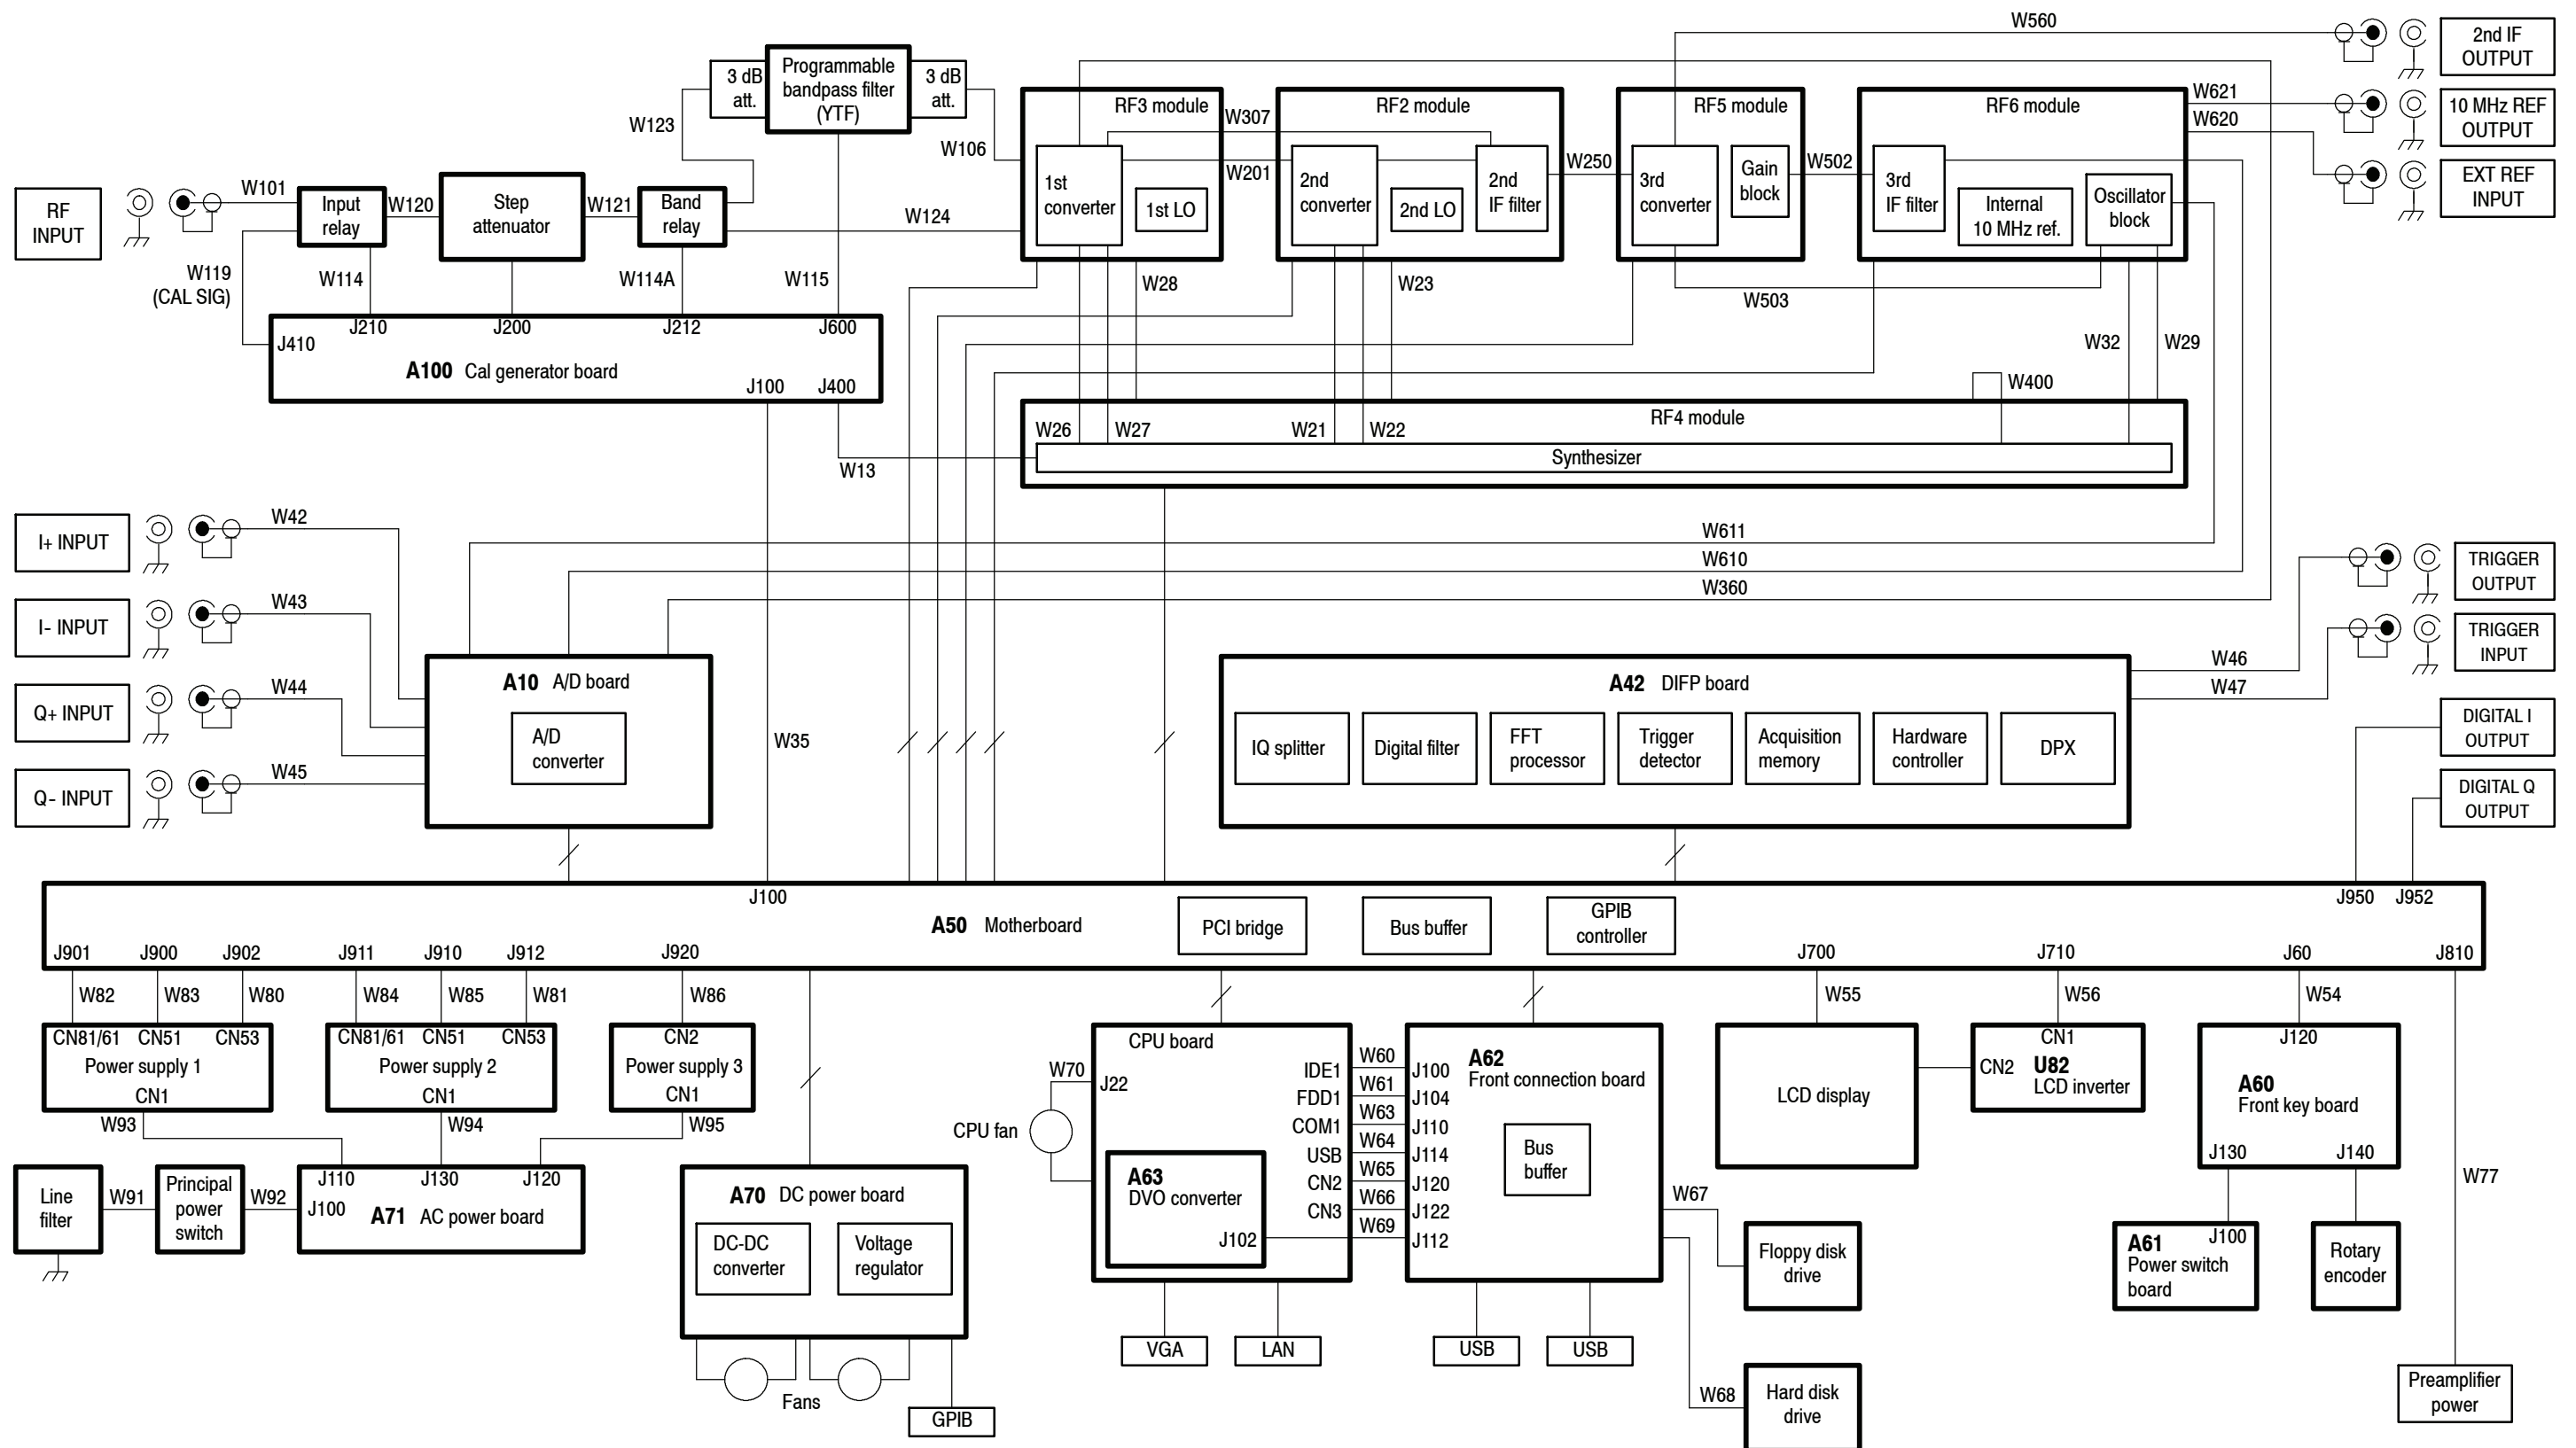 W560
2nd IF
OUTPUT
3 dB
att.
Programmable
bandpass filter
(YTF)
3 dB
att.
W621
10 MHz REF
OUTPUT
W620
W123
W106
RF3 module
W307
RF2 module
RF5 module
RF6 module
1st
converter
1st LO
W201
2nd
converter
2nd LO
2nd
IF filter
W250
3rd
converter
Gain
block
W502
3rd
IF filter
Internal
10 MHz ref.
Oscillator
block
EXT REF
INPUT
RF
INPUT
W101
Input
relay
W120
Step
attenuator
W121
Band
relay
W124
W119
(CAL SIG)
W114
W114A
W115
W28
W23
W503
W32
W29
J210
J200
J212
J600
J410
A100 Cal generator board
J100
J400
W400
RF4 module
W26
W27
W21
W22
Synthesizer
W13
I+ INPUT
W42
W611
W610
W360
TRIGGER
OUTPUT
I- INPUT
W43
TRIGGER
INPUT
W46
W47
Q+ INPUT
W44
A10 A/D board
A/D
converter
W35
A42 DIFP board
IQ splitter
Digital filter
FFT
processor
Trigger
detector
Acquisition
memory
Hardware
controller
DPX
DIGITAL I
OUTPUT
Q- INPUT
W45
DIGITAL Q
OUTPUT
J100
J950
J952
A50 Motherboard
PCI bridge
Bus buffer
GPIB
controller
J901
J900
J902
J911
J910
J912
J920
J700
J710
J60
J810
W82
W83
W80
W84
W85
W81
W86
W55
W56
W54
CN81/61
CN51
CN53
Power supply 1
CN1
CN81/61
CN51
CN53
Power supply 2
CN1
CN2
Power supply 3
CN1
W93
W94
W95
Line
filter
W91
Principal
power
switch
W92
J110
J130
J120
J100
A71 AC power board
A70 DC power board
DC-DC
converter
Voltage
regulator
Fans
GPIB
CPU board
W70
J22
CPU fan
IDE1
FDD1
COM1
USB
CN2
CN3
A63
DVO converter
J102
W60
W61
W63
W64
W65
W66
W69
J100
J104
J110
J114
J120
J122
J112
A62
Front connection board
Bus
buffer
VGA
LAN
USB
USB
W67
Floppy disk
drive
W68
Hard disk
drive
LCD display
CN1
CN2
U82
LCD inverter
J120
A60
Front key board
J130
J140
J100
A61
Power switch
board
Rotary
encoder
W77
Preamplifier
power